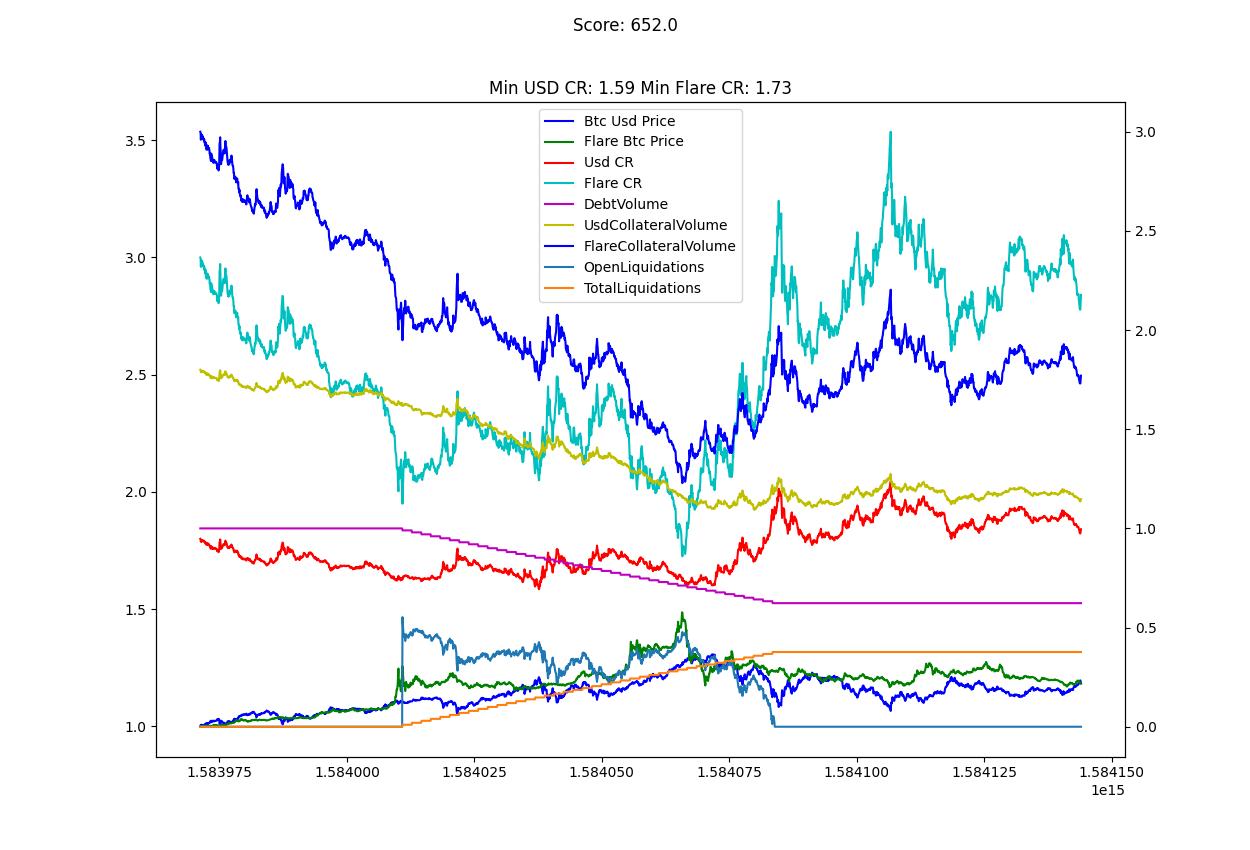 Score: 652.0
Min USD CR: 1.59 Min Flare CR: 1.73
Btc Usd Price
Flare Btc Price
Usd CR
Flare CR
DebtVolume
UsdCollateralVolume
FlareCollateralVolume
OpenLiquidations
TotalLiquidations
3.5
3.0
2.5
2.0
1.5
1.0
3.0
2.5
2.0
1.5
1.0
0.5
0.0
1.583975 1.584000 1.584025 1.584050 1.584075 1.584100 1.584125 1.584150
1e15